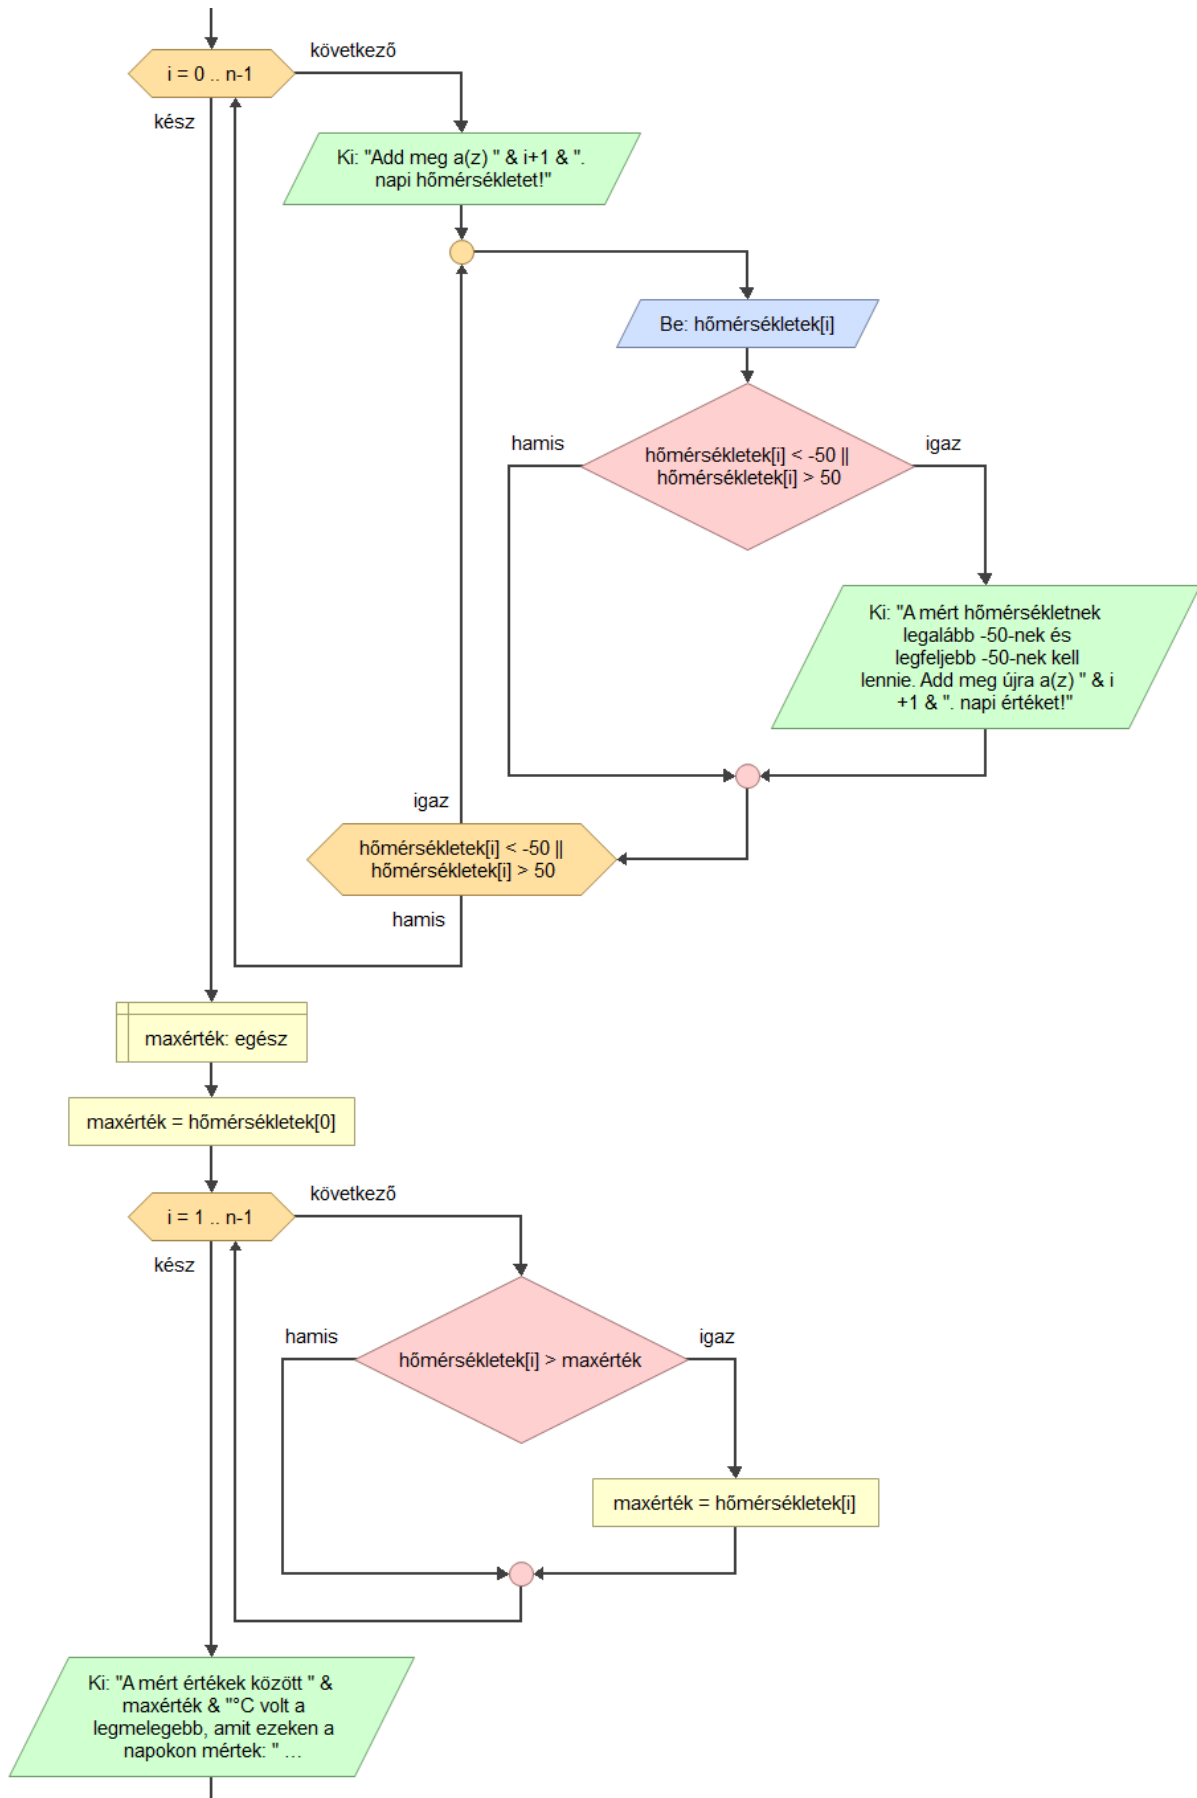 következő
i = 0 .. n-1
kész
Ki: "Add meg a(z) " & i+1 & ".
napi hőmérsékletet!"
Be: hőmérsékletek[i]
hamis
igaz
hőmérsékletek[i] < -50 ||
hőmérsékletek[i] > 50
Ki: "A mért hőmérsékletnek
legalább -50-nek és
legfeljebb -50-nek kell
lennie. Add meg újra a(z) " & i
+1 & ". napi értéket!"
igaz
hőmérsékletek[i] < -50 ||
hőmérsékletek[i] > 50
hamis
maxérték: egész
maxérték = hőmérsékletek[0]
következő
i = 1 .. n-1
kész
hamis
igaz
hőmérsékletek[i] > maxérték
maxérték = hőmérsékletek[i]
Ki: "A mért értékek között " &
maxérték & "°C volt a
legmelegebb, amit ezeken a
napokon mértek: " ...